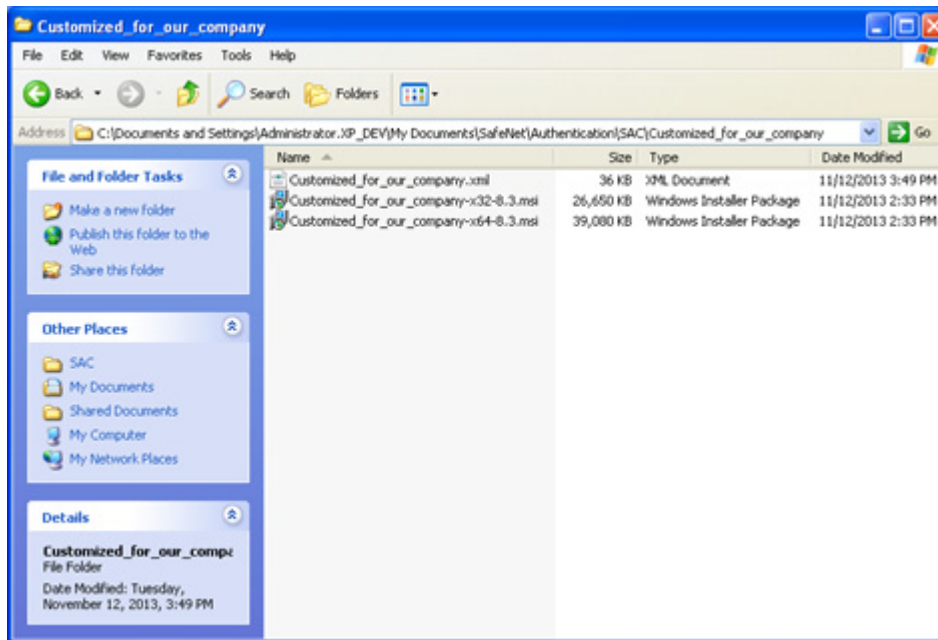 Customized_for_our_company
File Edit View Favorites Tools Help
Back Search Folders
Address C:\Documents and Settings\Administrator.XP_DEV\My Documents\SafeNet\Authentication\SAC\Customized_for_our_company Go
File and Folder Tasks
Make a new folder
Publish this folder to the
Web
Share this folder
Other Places
SAC
My Documents
Shared Documents
My Computer
My Network Places
Details
Customized_for_our_compa
File Folder
Date Modified: Tuesday,
November 12, 2013, 3:49 PM
Name Size Type Date Modified
Customized_for_our_company.xml 36 KB XML Document 11/12/2013 3:49 PM
Customized_for_our_company-x32-8.3.msi 26,650 KB Windows Installer Package 11/12/2013 2:33 PM
Customized_for_our_company-x64-8.3.msi 39,080 KB Windows Installer Package 11/12/2013 2:33 PM